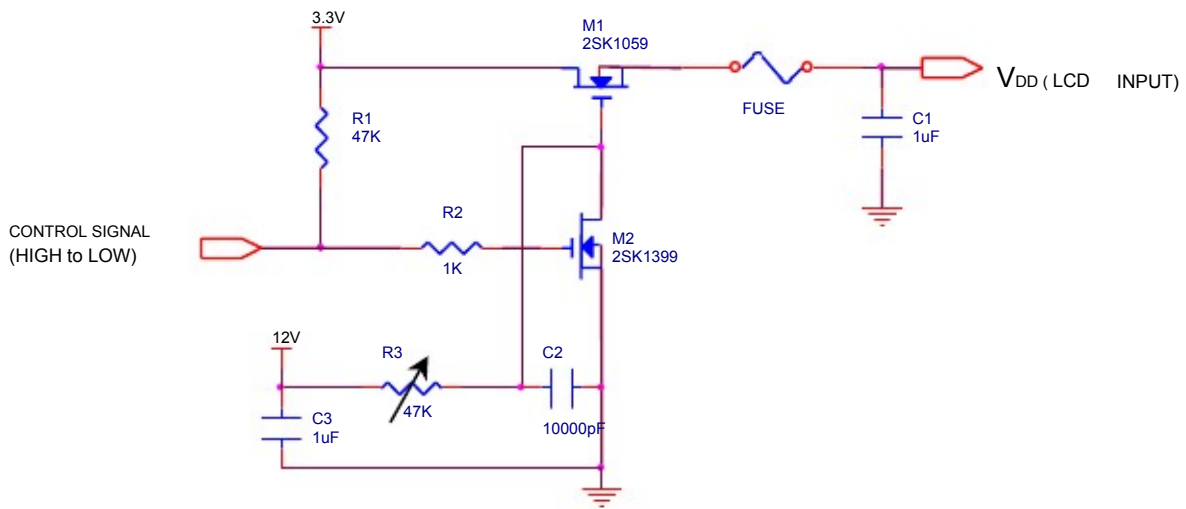 3.3V
M1
2SK1059
FUSE
VDD ( LCD INPUT)
R1
47K
C1
1uF
CONTROL SIGNAL
(HIGH to LOW)
R2
1K
M2
2SK1399
12V
R3
47K
C2
10000pF
C3
1uF